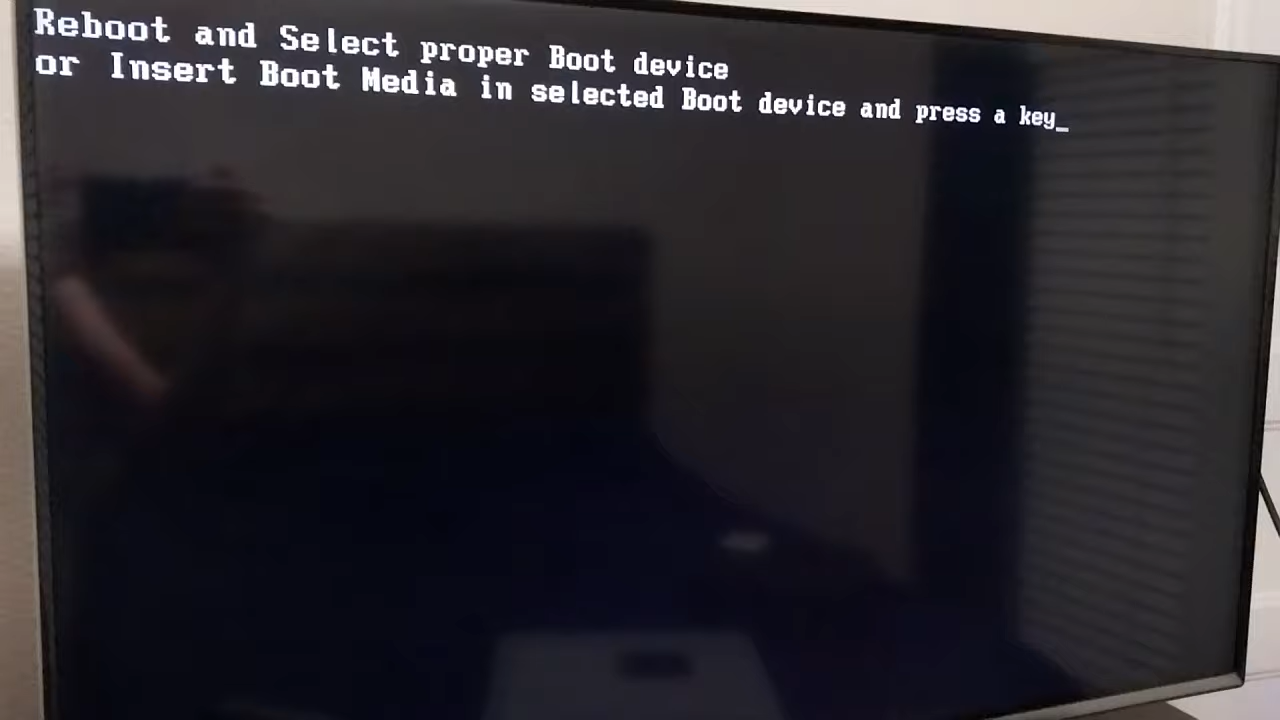 Reboot and Select proper Boot device
or Insert Boot Media in selected Boot device and press a key_